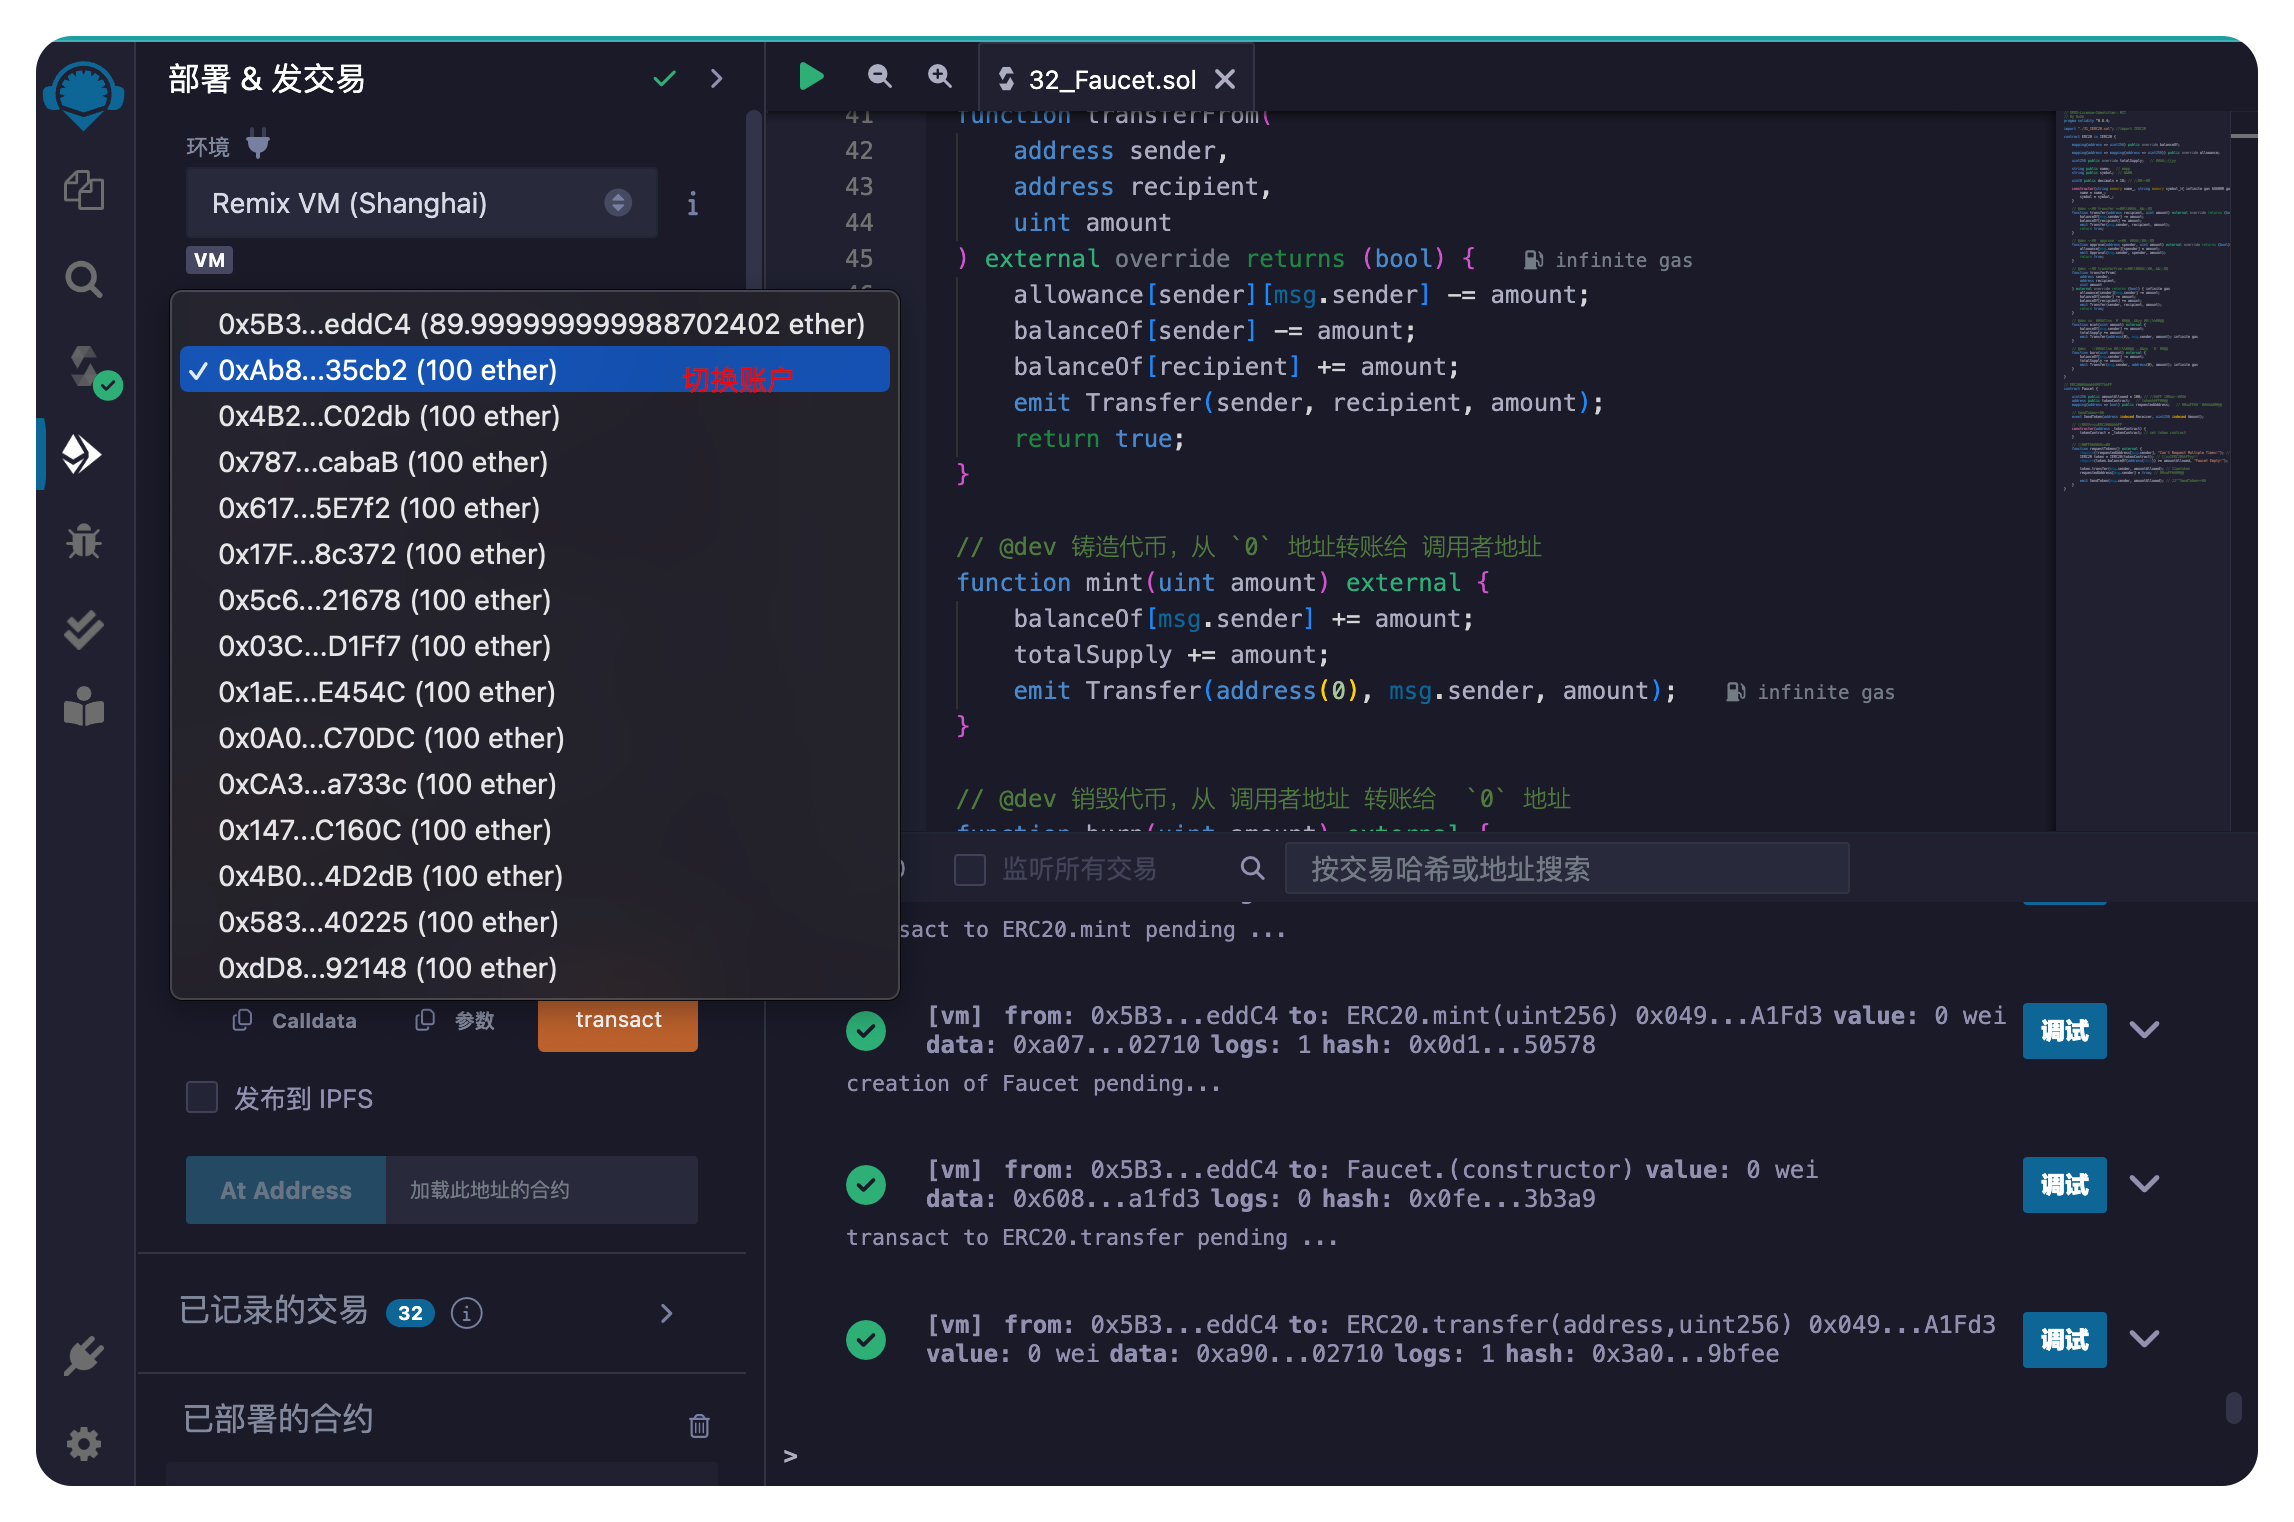 部署 & 发交易
环境
Remix VM (Shanghai)
VM
0x5B3...eddC4 (89.999999999988702402 ether)
0xAb8...35cb2 (100 ether)
切换账户
0x4B2...C02db (100 ether)
0x787...cabaB (100 ether)
0x617...5E7f2 (100 ether)
0x17F...8c372 (100 ether)
0x5c6...21678 (100 ether)
0x03C...D1Ff7 (100 ether)
0x1aE...E454C (100 ether)
0x0A0...C70DC (100 ether)
0xCA3...a733c (100 ether)
0x147...C160C (100 ether)
0x4B0...4D2dB (100 ether)
0x583...40225 (100 ether)
0xdD8...92148 (100 ether)
Calldata
参数
transact
发布到 IPFS
At Address
加载此地址的合约
已记录的交易 32
已部署的合约
32_Faucet.sol
41 function transferFrom(
42 address sender,
43 address recipient,
44 uint amount
45 ) external override returns (bool) { infinite gas
allowance[sender][msg.sender] -= amount;
balanceOf[sender] -= amount;
balanceOf[recipient] += amount;
emit Transfer(sender, recipient, amount);
return true;
}
// @dev 铸造代币，从 `0` 地址转账给 调用者地址
function mint(uint amount) external {
balanceOf[msg.sender] += amount;
totalSupply += amount;
emit Transfer(address(0), msg.sender, amount); infinite gas
}
// @dev 销毁代币，从 调用者地址 转账给 `0` 地址
function burn(uint amount) external {
监听所有交易
按交易哈希或地址搜索
sact to ERC20.mint pending ...
[vm] from: 0x5B3...eddC4 to: ERC20.mint(uint256) 0x049...A1Fd3 value: 0 wei
data: 0xa07...02710 logs: 1 hash: 0x0d1...50578
调试
creation of Faucet pending...
[vm] from: 0x5B3...eddC4 to: Faucet.(constructor) value: 0 wei
data: 0x608...a1fd3 logs: 0 hash: 0x0fe...3b3a9
调试
transact to ERC20.transfer pending ...
[vm] from: 0x5B3...eddC4 to: ERC20.transfer(address,uint256) 0x049...A1Fd3
value: 0 wei data: 0xa90...02710 logs: 1 hash: 0x3a0...9bfee
调试
>